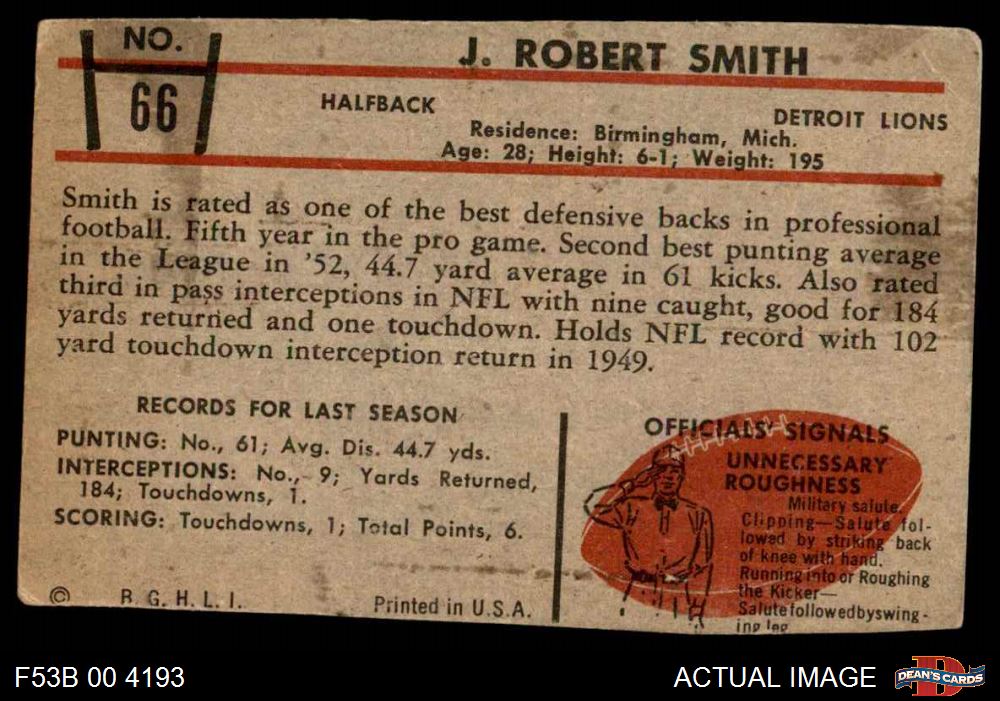 NO.
66
J. ROBERT SMITH
HALFBACK
DETROIT LIONS
Residence: Birmingham, Mich.
Age: 28; Height: 6-1; Weight: 195
Smith is rated as one of the best defensive backs in professional
football. Fifth year in the pro game. Second best punting average
in the League in '52, 44.7 yard average in 61 kicks. Also rated
third in pass interceptions in NFL with nine caught, good for 184
yards returned and one touchdown. Holds NFL record with 102
yard touchdown interception return in 1949.
RECORDS FOR LAST SEASON
PUNTING: No., 61; Avg. Dis. 44.7 yds.
INTERCEPTIONS: No., 9; Yards Returned,
184; Touchdowns, 1.
SCORING: Touchdowns, 1; Total Points, 6.
© B. G. H. L. I.
Printed in U.S.A.
OFFICIALS' SIGNALS
UNNECESSARY
ROUGHNESS
Military salute.
Clipping—Salute fol-
lowed by striking back
of knee with hand.
Running into or Roughing
the Kicker—
Salute followed by swing-
ing leg
F53B 00 4193
ACTUAL IMAGE
D
DEAN'S CARDS